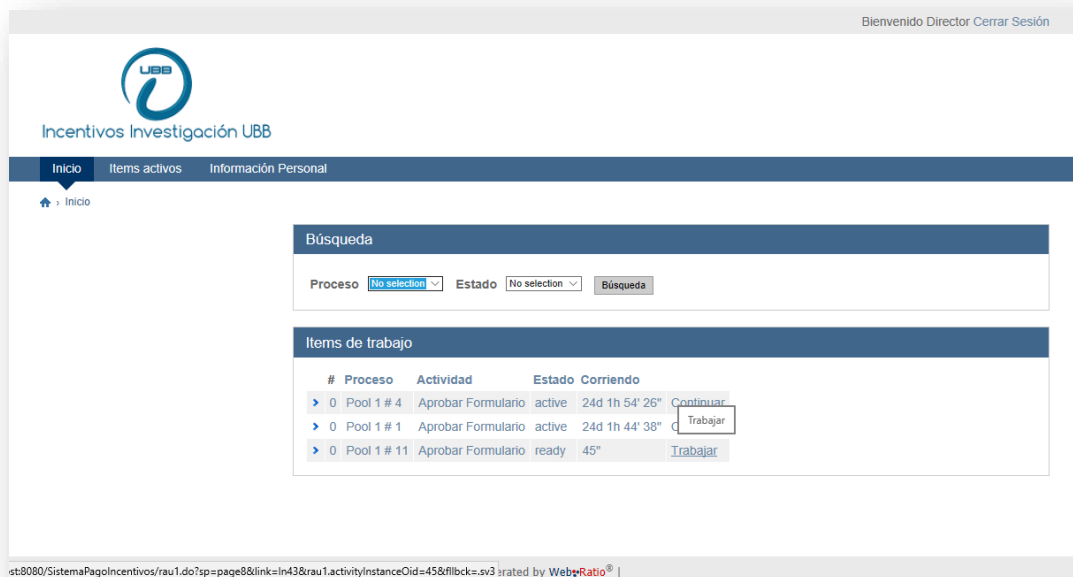 Bienvenido Director Cerrar Sesión
UBB
Incentivos Investigación UBB
Inicio Items activos Información Personal
› Inicio
Búsqueda
Proceso No selection Estado No selection Búsqueda
Items de trabajo
# Proceso Actividad Estado Corriendo
0 Pool 1 # 4 Aprobar Formulario active 24d 1h 54' 26" Continuar
Trabajar
0 Pool 1 # 1 Aprobar Formulario active 24d 1h 44' 38"
0 Pool 1 # 11 Aprobar Formulario ready 45" Trabajar
st:8080/SistemaPagoIncentivos/rau1.do?sp=page8&link=ln43&rau1.activityInstanceOid=45&fllbck=.sv3 erated by WebRatio® |